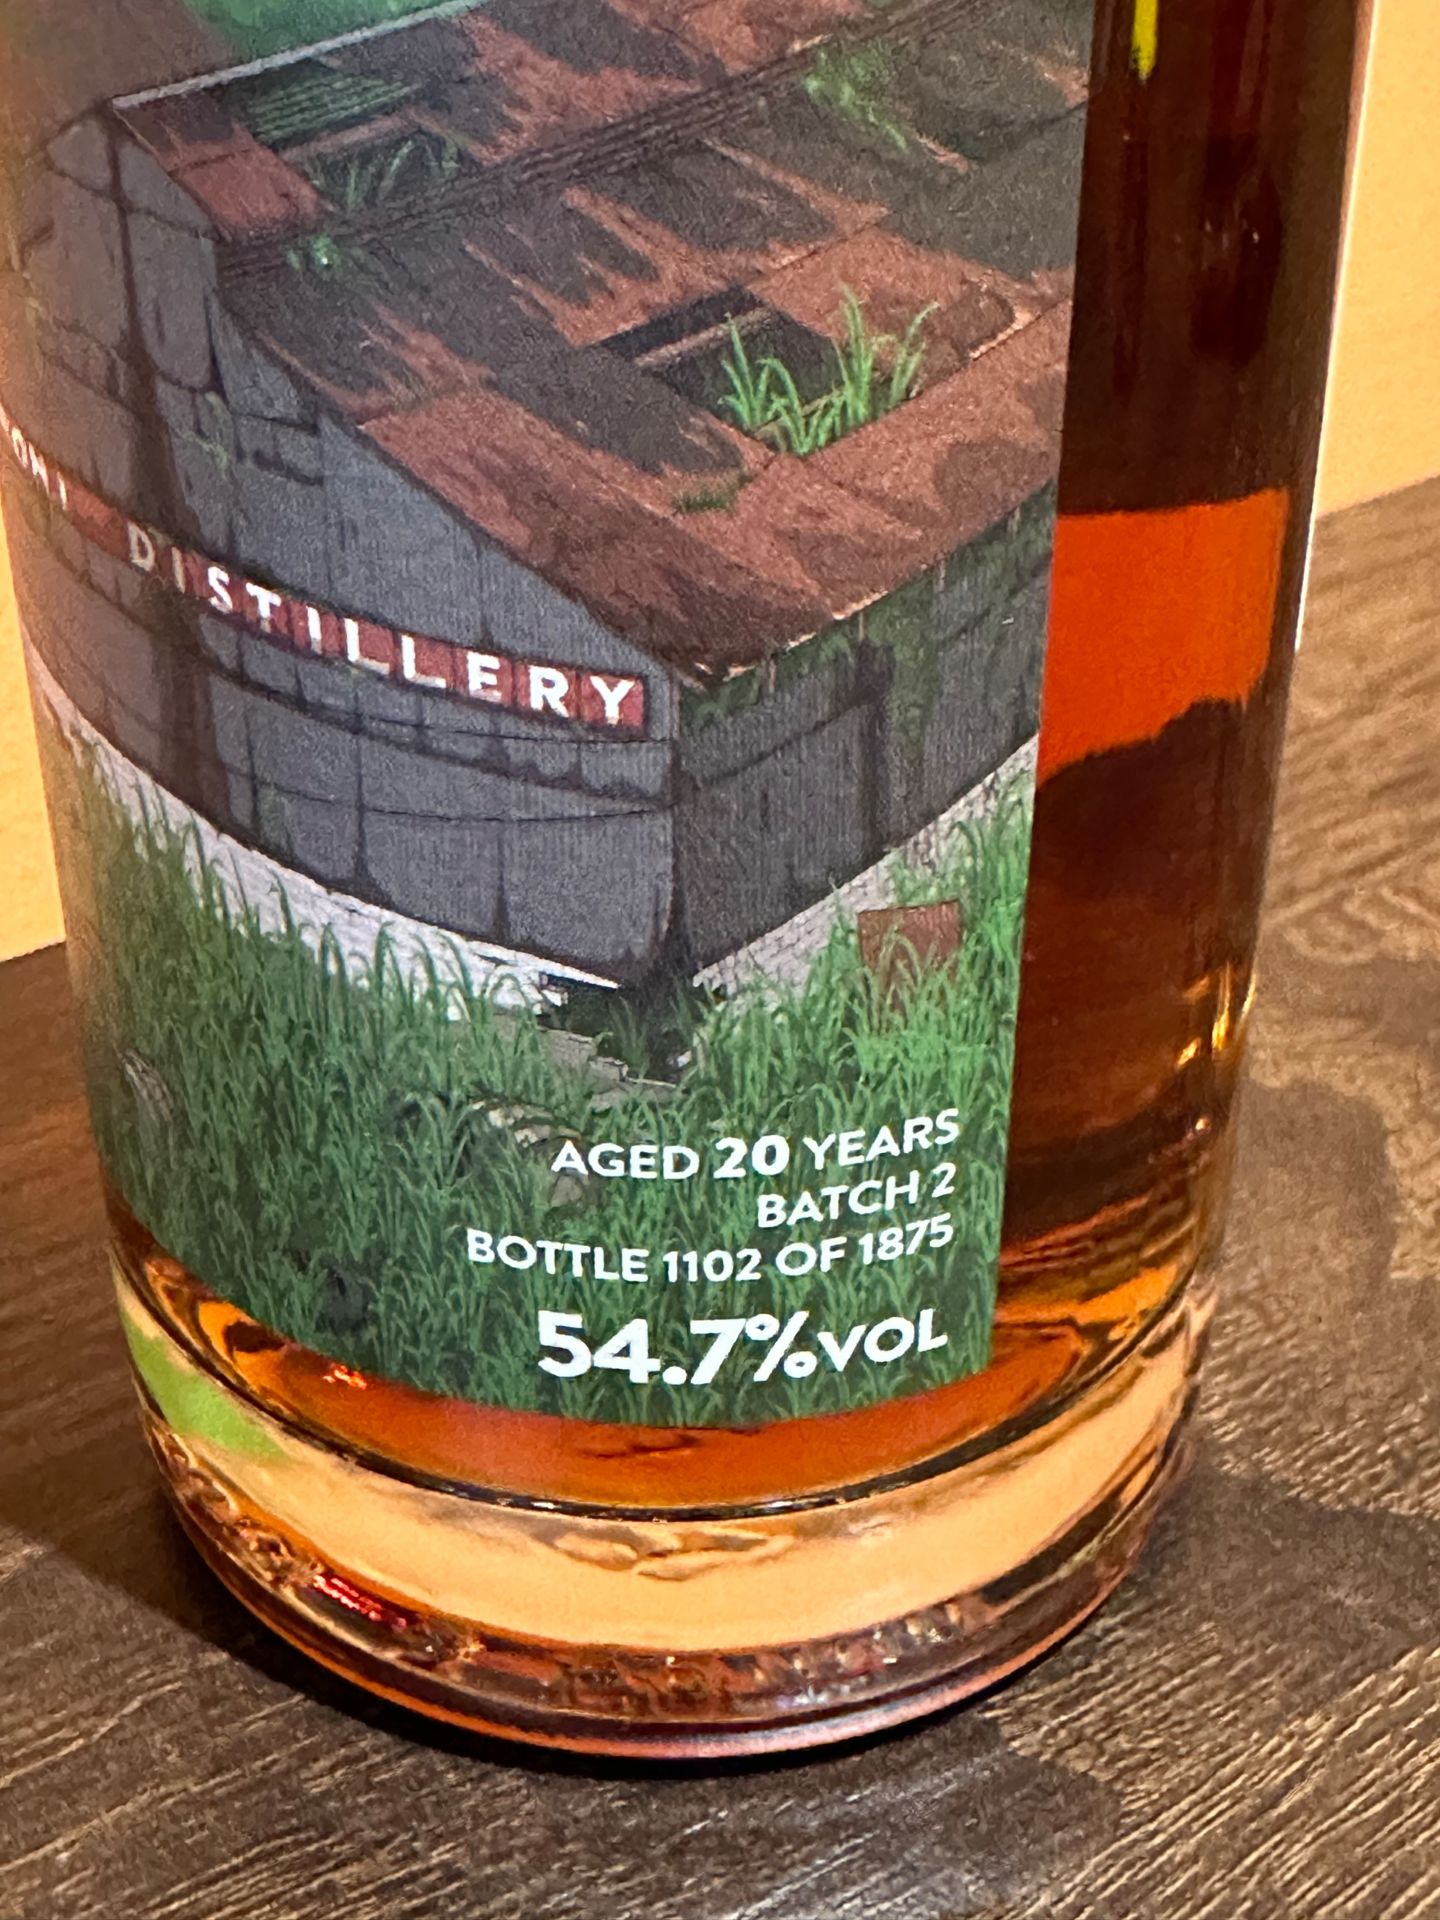 DISTILLERY
AGED 20 YEARS
BATCH 2
BOTTLE 1102 OF 1875
54.7%VOL